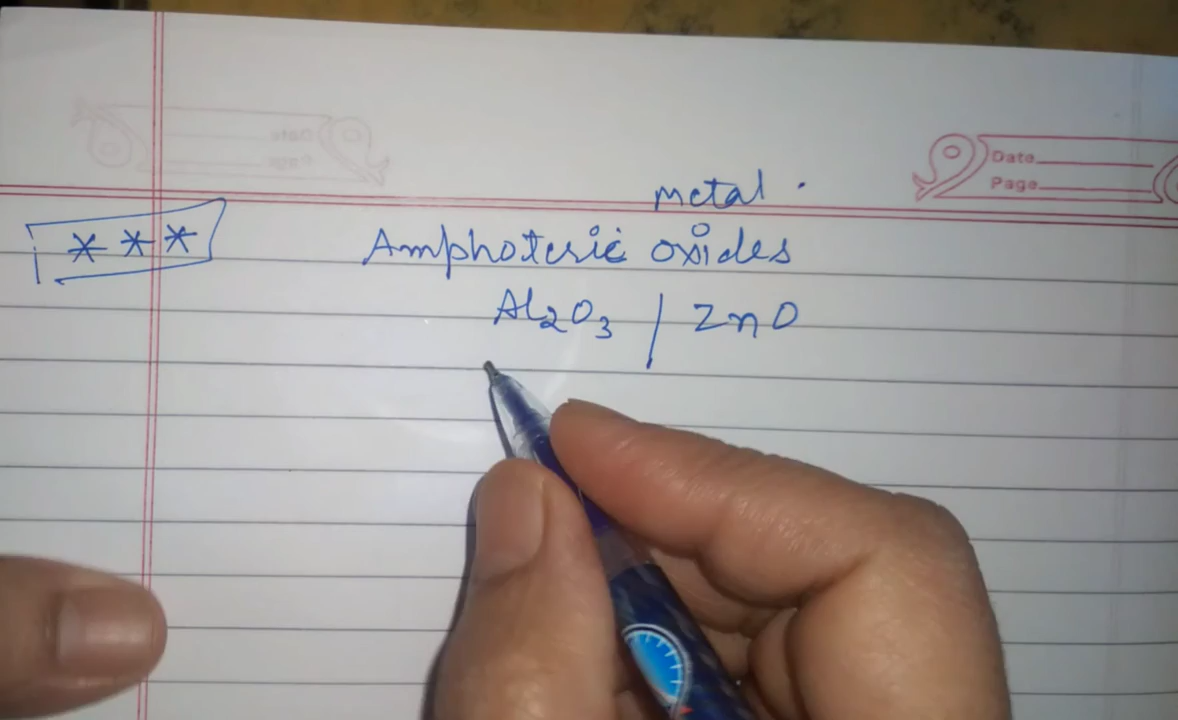 Date
Page
metal .
* * * Amphoteric oxides
Al₂O₃ / ZnO